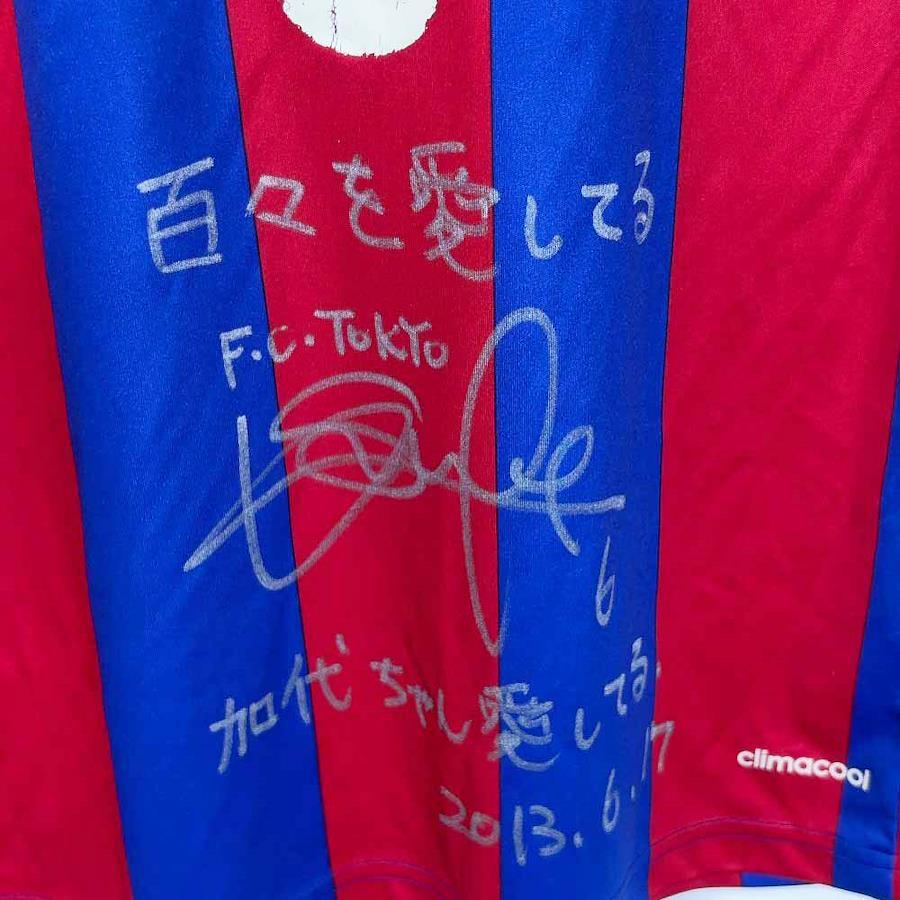 百々を愛してる
F.C.TOKYO
6
加代ちゃん愛してる.
2013.6.17
climacool